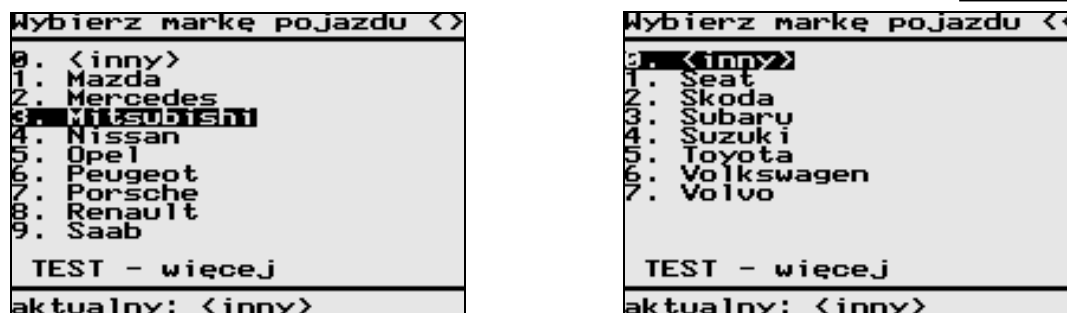 Wybierz markę pojazdu <>
0. <inny>
1. Mazda
2. Mercedes
3. Mitsubishi
4. Nissan
5. Opel
6. Peugeot
7. Porsche
8. Renault
9. Saab
TEST - więcej
aktualny: <inny>
Wybierz markę pojazdu <<
0. <inny>
1. Seat
2. Skoda
3. Subaru
4. Suzuki
5. Toyota
6. Volkswagen
7. Volvo
TEST - więcej
aktualny: <inny>